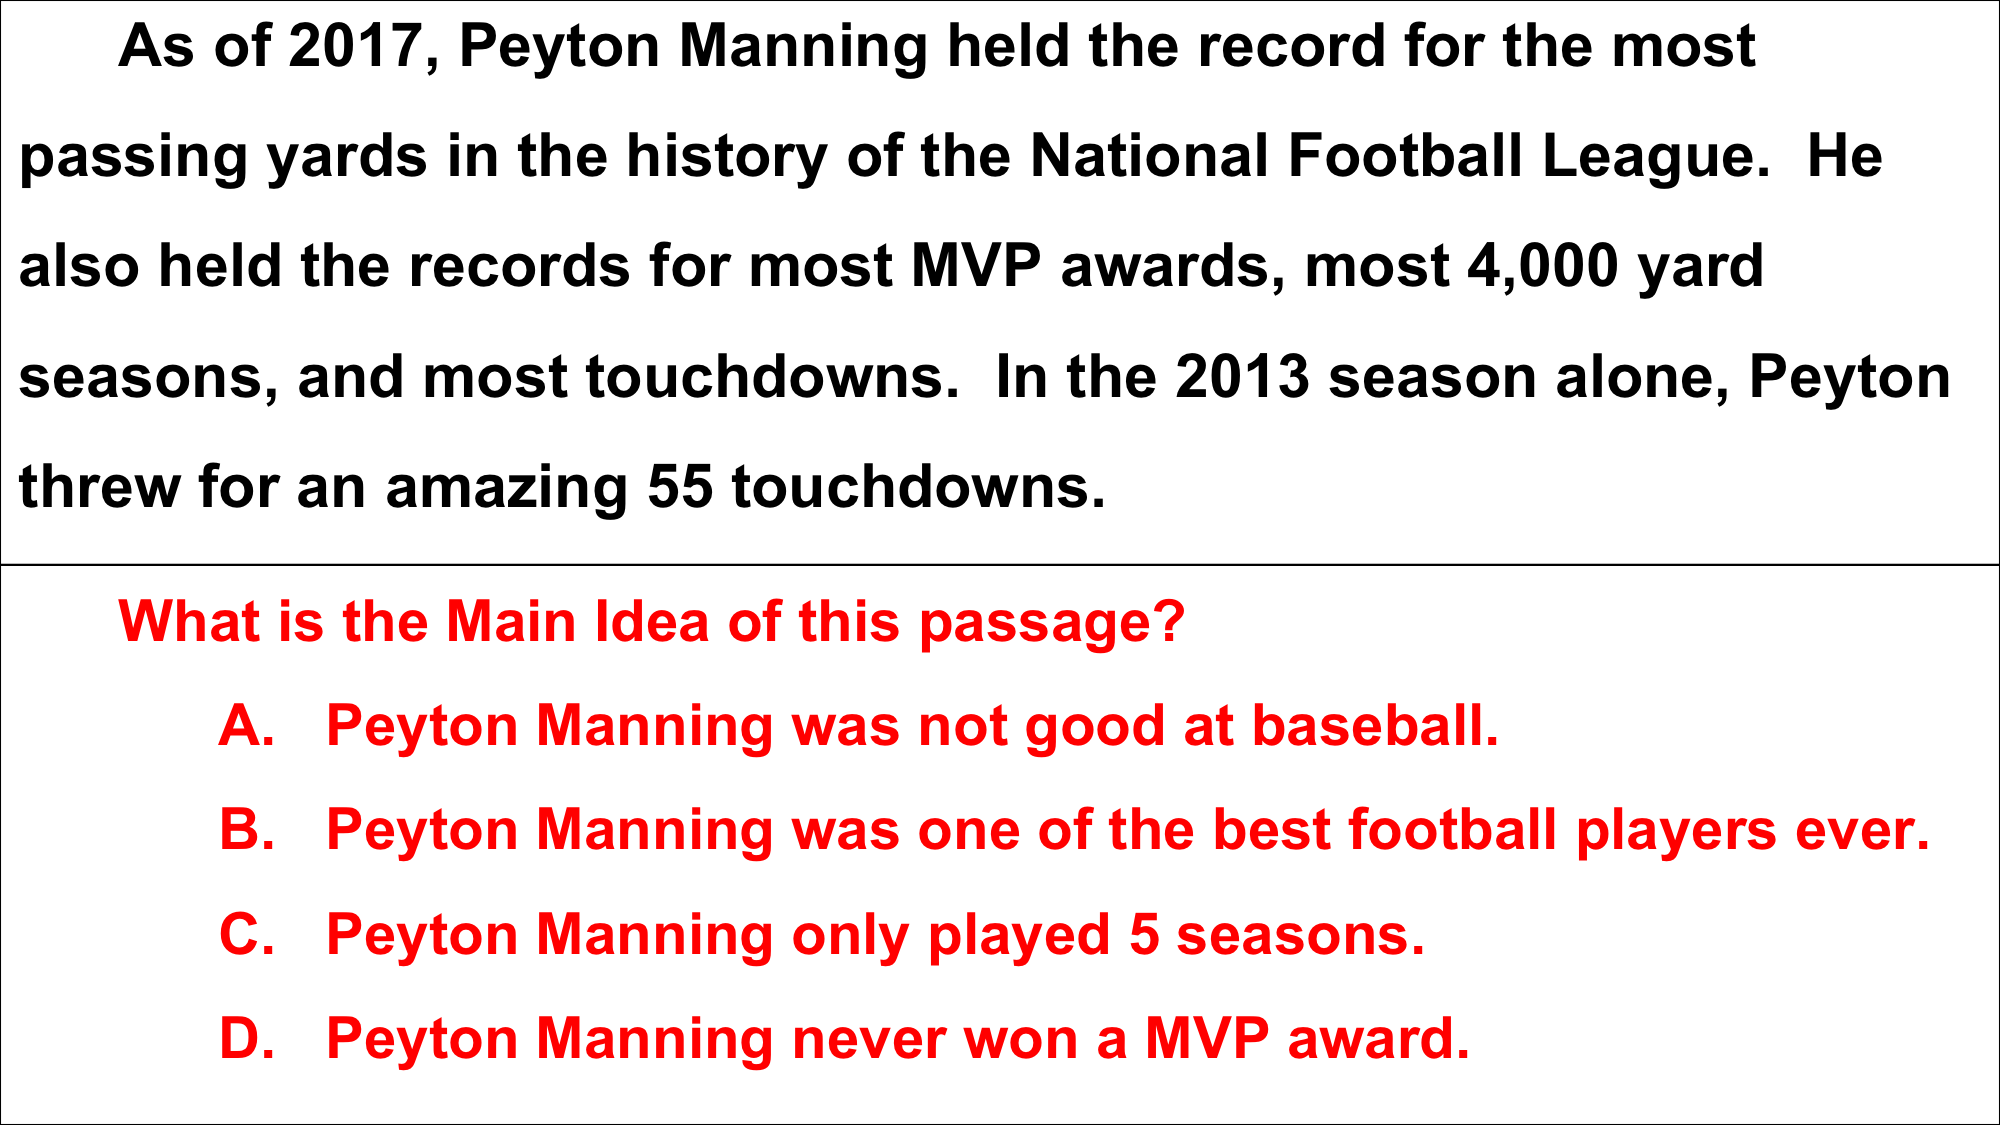 As of 2017, Peyton Manning held the record for the most
passing yards in the history of the National Football League.  He
also held the records for most MVP awards, most 4,000 yard
seasons, and most touchdowns.  In the 2013 season alone, Peyton
threw for an amazing 55 touchdowns.
What is the Main Idea of this passage?
A. Peyton Manning was not good at baseball.
B. Peyton Manning was one of the best football players ever.
C. Peyton Manning only played 5 seasons.
D. Peyton Manning never won a MVP award.